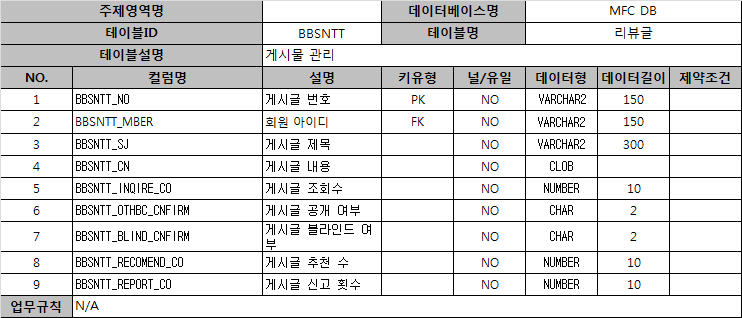 주제영역명 데이터베이스명 MFC DB
테이블ID BBSNTT 테이블명 리뷰글
테이블설명 게시물 관리
NO. 컬럼명 설명 키유형 널/유일 데이터형 데이터길이 제약조건
1 BBSNTT_NO 게시글 번호 PK NO VARCHAR2 150
2 BBSNTT_MBER 회원 아이디 FK NO VARCHAR2 150
3 BBSNTT_SJ 게시글 제목 NO VARCHAR2 300
4 BBSNTT_CN 게시글 내용 NO CLOB
5 BBSNTT_INQIRE_CO 게시글 조회수 NO NUMBER 10
6 BBSNTT_OTHBC_CNFIRM 게시글 공개 여부 NO CHAR 2
7 BBSNTT_BLIND_CNFIRM 게시글 블라인드 여
부 NO CHAR 2
8 BBSNTT_RECOMEND_CO 게시글 추천 수 NO NUMBER 10
9 BBSNTT_REPORT_CO 게시글 신고 횟수 NO NUMBER 10
업무규칙 N/A